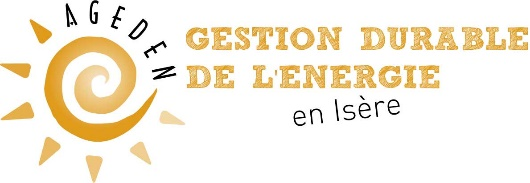 AGEDEN
GESTION DURABLE
DE L'ENERGIE
en Isère